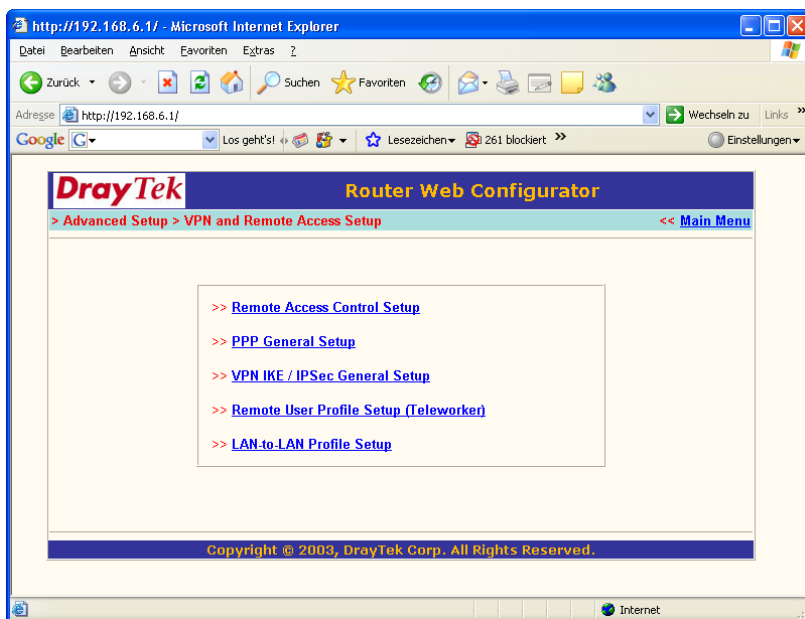 http://192.168.6.1/ - Microsoft Internet Explorer
Datei Bearbeiten Ansicht Favoriten Extras ?
Zurück Suchen Favoriten
Adresse http://192.168.6.1/ Wechseln zu Links »
Google G Los geht's! Lesezeichen 261 blockiert » Einstellungen
DrayTek Router Web Configurator
> Advanced Setup > VPN and Remote Access Setup << Main Menu
>> Remote Access Control Setup
>> PPP General Setup
>> VPN IKE / IPSec General Setup
>> Remote User Profile Setup (Teleworker)
>> LAN-to-LAN Profile Setup
Copyright © 2003, DrayTek Corp. All Rights Reserved.
Internet